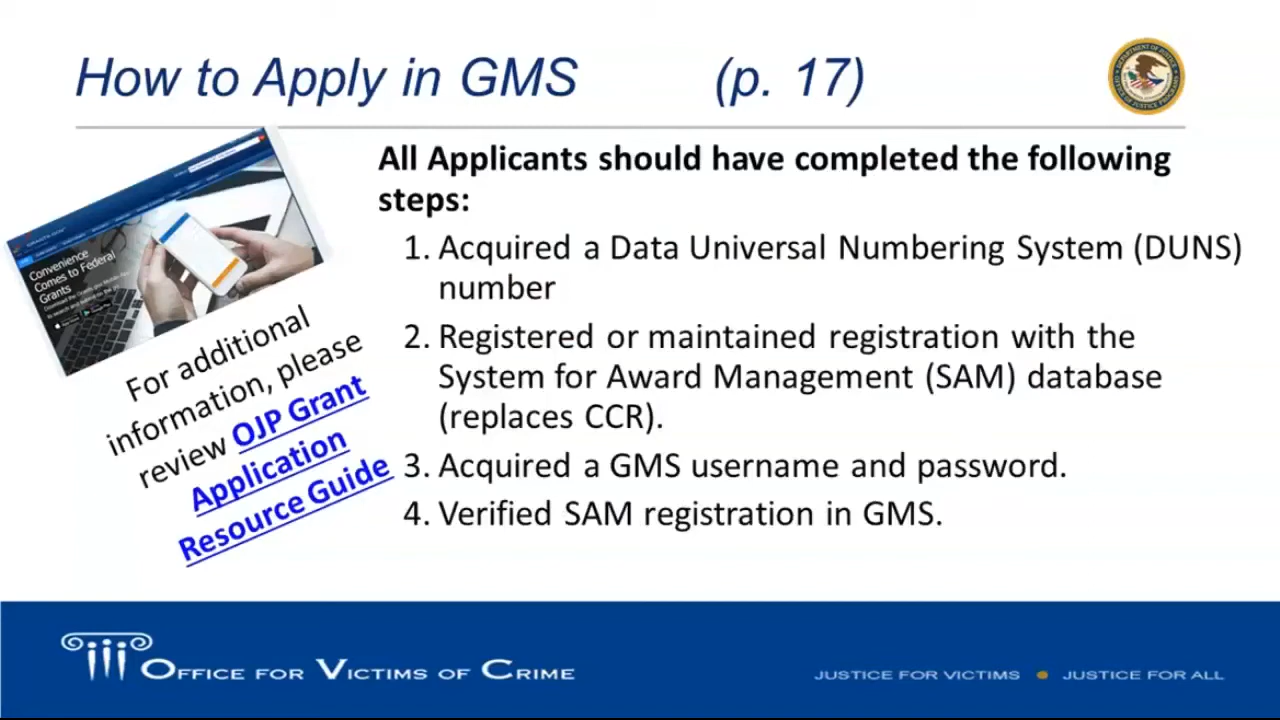 How to Apply in GMS (p. 17)
All Applicants should have completed the following
steps:
1. Acquired a Data Universal Numbering System (DUNS)
number
2. Registered or maintained registration with the
System for Award Management (SAM) database
(replaces CCR).
3. Acquired a GMS username and password.
4. Verified SAM registration in GMS.
Convenience
Comes to Federal
Grants
For additional
information, please
review OJP Grant
Application
Resource Guide
OFFICE FOR VICTIMS OF CRIME
JUSTICE FOR VICTIMS • JUSTICE FOR ALL